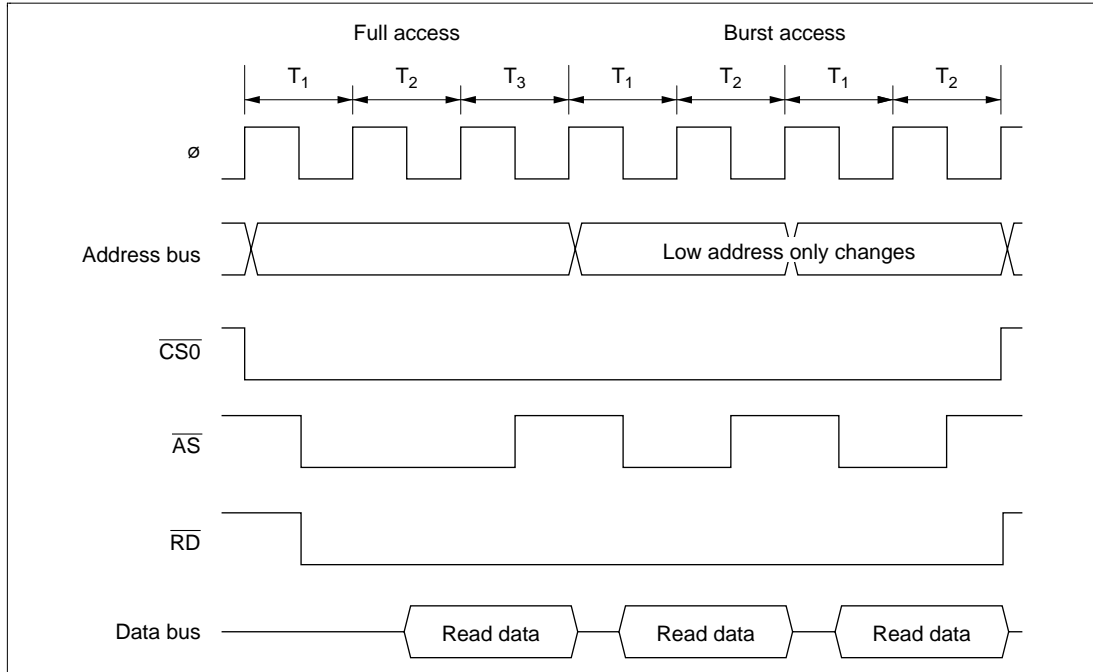 Full access Burst access
T1 T2 T3 T1 T2 T1 T2
ø
Address bus Low address only changes
CS0
AS
RD
Data bus Read data Read data Read data